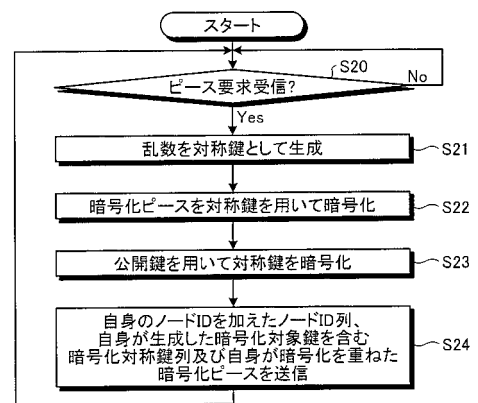 スタート
ピース要求受信?
S20
No
Yes
乱数を対称鍵として生成
S21
暗号化ピースを対称鍵を用いて暗号化
S22
公開鍵を用いて対称鍵を暗号化
S23
自身のノードIDを加えたノードID列、
自身が生成した暗号化対象鍵を含む
暗号化対称鍵列及び自身が暗号化を重ねた
暗号化ピースを送信
S24